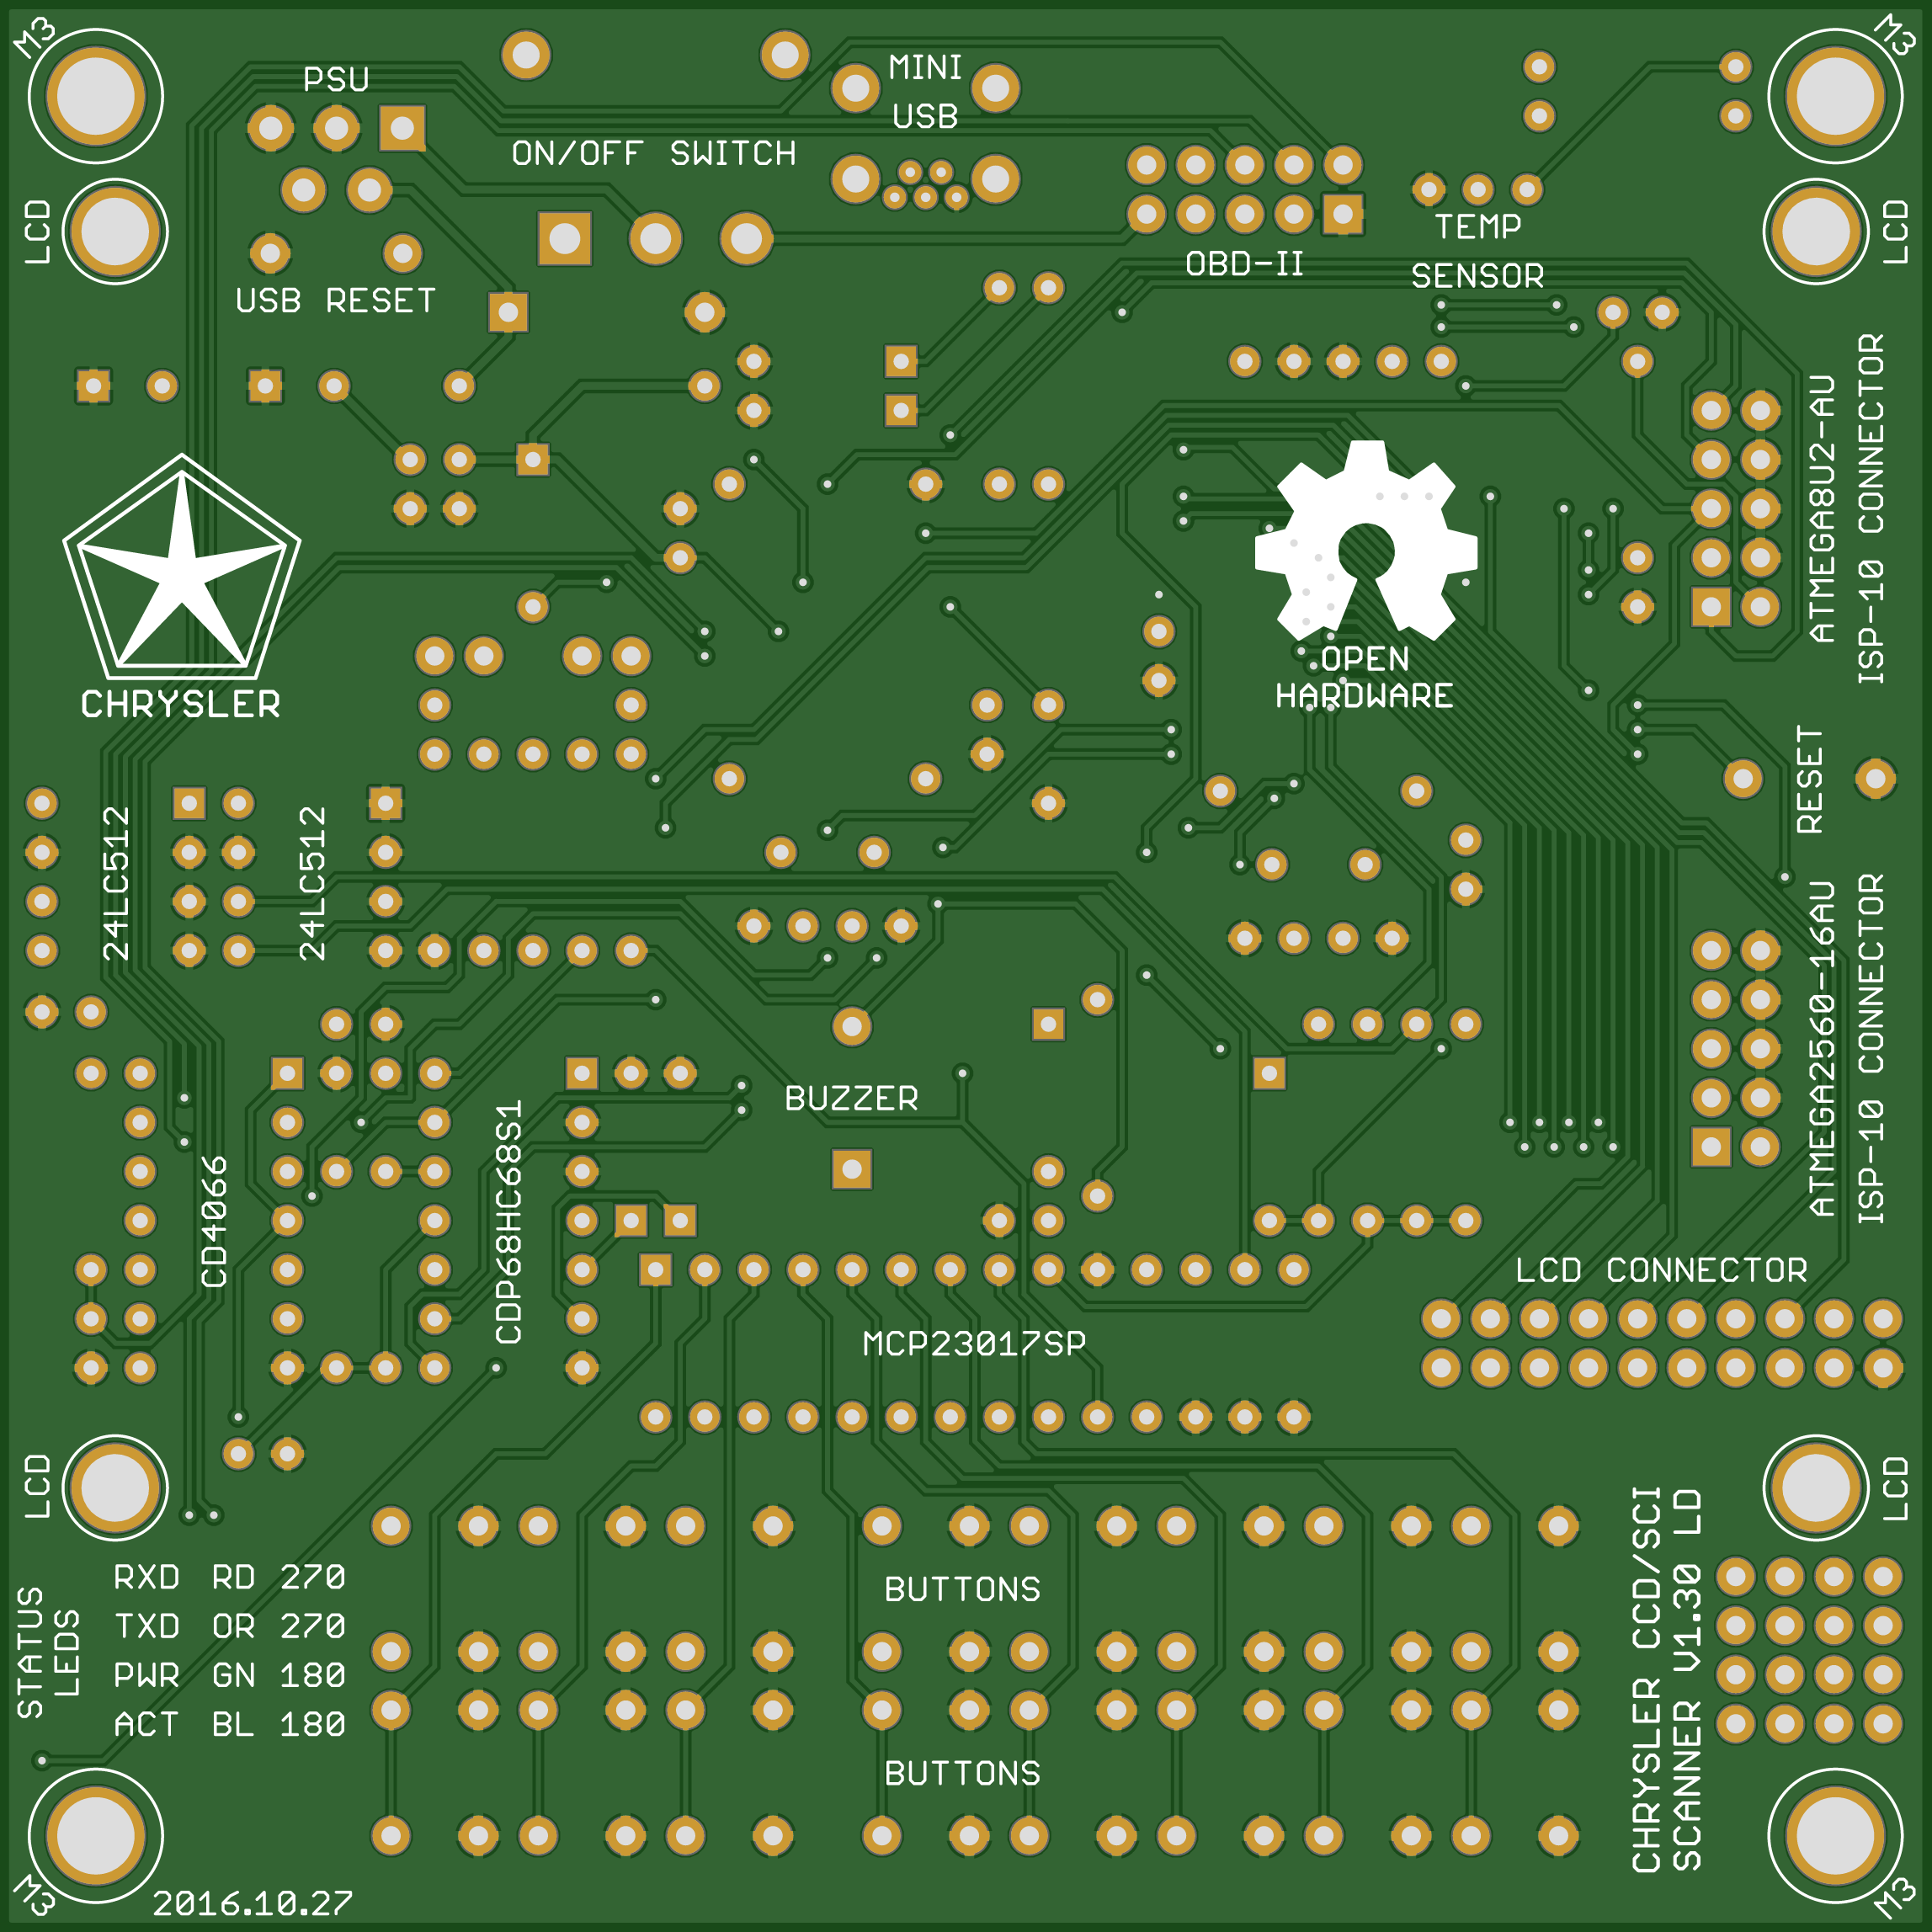 M3
M3
PSU
MINI
USB
ON/OFF SWITCH
LCD
LCD
TEMP
SENSOR
OBD-II
USB RESET
ATMEGA8U2-AU
ISP-10 CONNECTOR
OPEN
HARDWARE
CHRYSLER
RESET
24LC512
24LC512
ATMEGA2560-16AU
ISP-10 CONNECTOR
BUZZER
CD4066
CDP68HC68S1
LCD CONNECTOR
MCP23017SP
LCD
LCD
STATUS
LEDS
RXD RD 270
TXD OR 270
PWR GN 180
ACT BL 180
BUTTONS
BUTTONS
CHRYSLER CCD/SCI
SCANNER V1.30 LD
M3
2016.10.27
M3